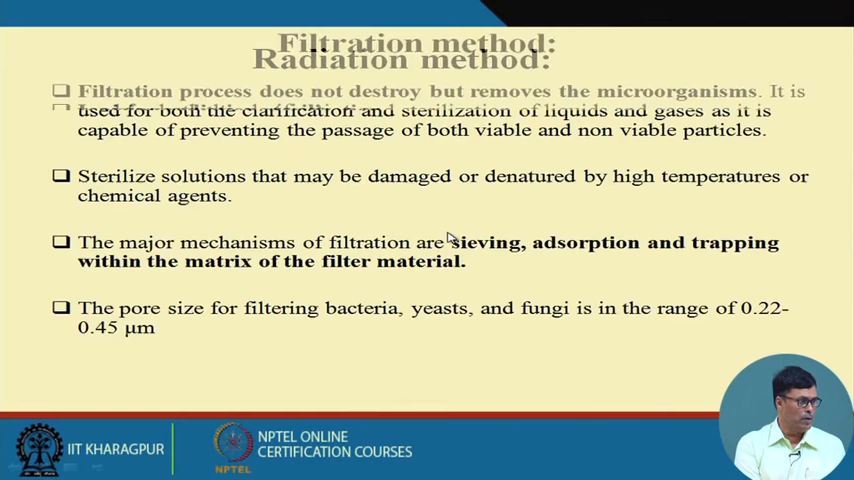 Filtration method:
Radiation method:
❑ Filtration process does not destroy but removes the microorganisms. It is
used for both the clarification and sterilization of liquids and gases as it is
capable of preventing the passage of both viable and non viable particles.
❑ Sterilize solutions that may be damaged or denatured by high temperatures or
chemical agents.
❑ The major mechanisms of filtration are sieving, adsorption and trapping
within the matrix of the filter material.
❑ The pore size for filtering bacteria, yeasts, and fungi is in the range of 0.22-
0.45 μm
IIT KHARAGPUR
NPTEL
NPTEL ONLINE
CERTIFICATION COURSES